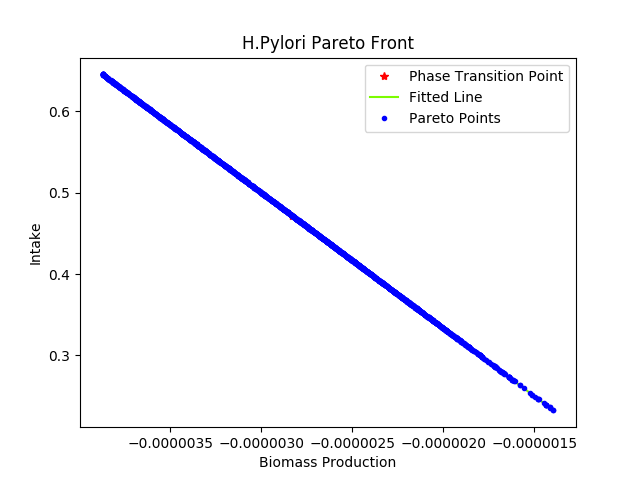 H.Pylori Pareto Front
Phase Transition Point
Fitted Line
Pareto Points
0.6
0.5
0.4
0.3
Intake
−0.0000035 −0.0000030 −0.0000025 −0.0000020 −0.0000015
Biomass Production